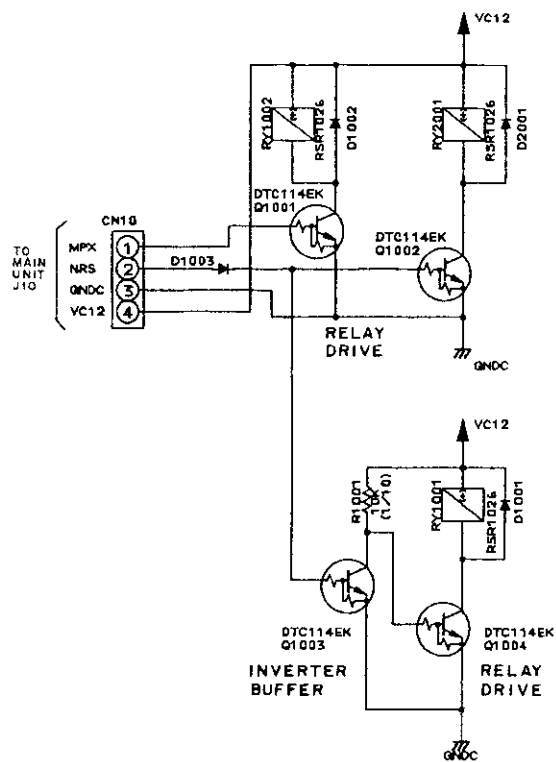 VC12
RY1002
RSR1026
D1002
RY2001
RSR1026
D2001
DTC114EK
Q1001
CN10
DTC114EK
Q1002
TO
MAIN
UNIT
J10
1
MPX
2
NRS
D1003
3
GNDC
4
VC12
RELAY
DRIVE
GNDC
VC12
R1001
10K
(1/10)
RY1001
RSR1026
D1001
DTC114EK
Q1003
DTC114EK
Q1004
INVERTER
BUFFER
RELAY
DRIVE
GNDC